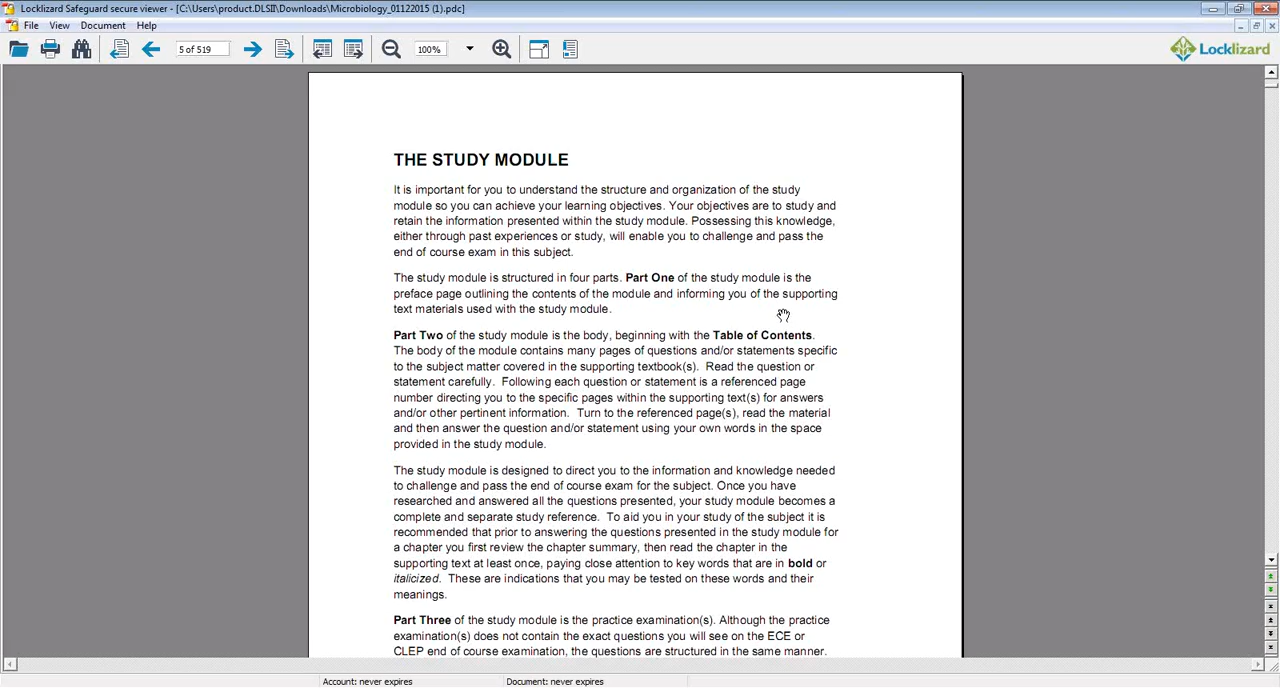 Locklizard Safeguard secure viewer - [C:\Users\product.DLSII\Downloads\Microbiology_01122015 (1).pdc]
File View Document Help
5 of 519 100% Locklizard
THE STUDY MODULE
It is important for you to understand the structure and organization of the study
module so you can achieve your learning objectives. Your objectives are to study and
retain the information presented within the study module. Possessing this knowledge,
either through past experiences or study, will enable you to challenge and pass the
end of course exam in this subject.
The study module is structured in four parts. Part One of the study module is the
preface page outlining the contents of the module and informing you of the supporting
text materials used with the study module.
Part Two of the study module is the body, beginning with the Table of Contents.
The body of the module contains many pages of questions and/or statements specific
to the subject matter covered in the supporting textbook(s). Read the question or
statement carefully. Following each question or statement is a referenced page
number directing you to the specific pages within the supporting text(s) for answers
and/or other pertinent information. Turn to the referenced page(s), read the material
and then answer the question and/or statement using your own words in the space
provided in the study module.
The study module is designed to direct you to the information and knowledge needed
to challenge and pass the end of course exam for the subject. Once you have
researched and answered all the questions presented, your study module becomes a
complete and separate study reference. To aid you in your study of the subject it is
recommended that prior to answering the questions presented in the study module for
a chapter you first review the chapter summary, then read the chapter in the
supporting text at least once, paying close attention to key words that are in bold or
italicized. These are indications that you may be tested on these words and their
meanings.
Part Three of the study module is the practice examination(s). Although the practice
examination(s) does not contain the exact questions you will see on the ECE or
CLEP end of course examination, the questions are structured in the same manner.
Account: never expires Document: never expires